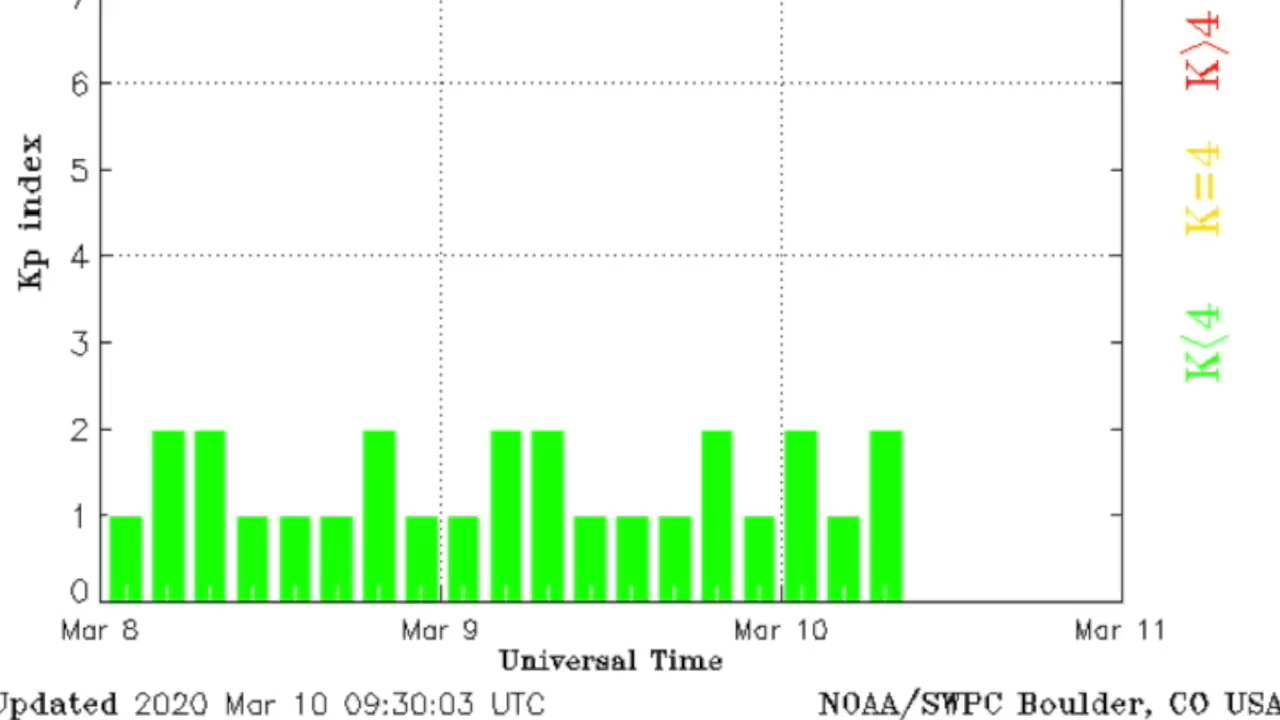 7
6
5
4
3
2
1
0
Kp index
K>4
K=4
K<4
Mar 8 Mar 9 Mar 10 Mar 11
Universal Time
Updated 2020 Mar 10 09:30:03 UTC NOAA/SWPC Boulder, CO USA